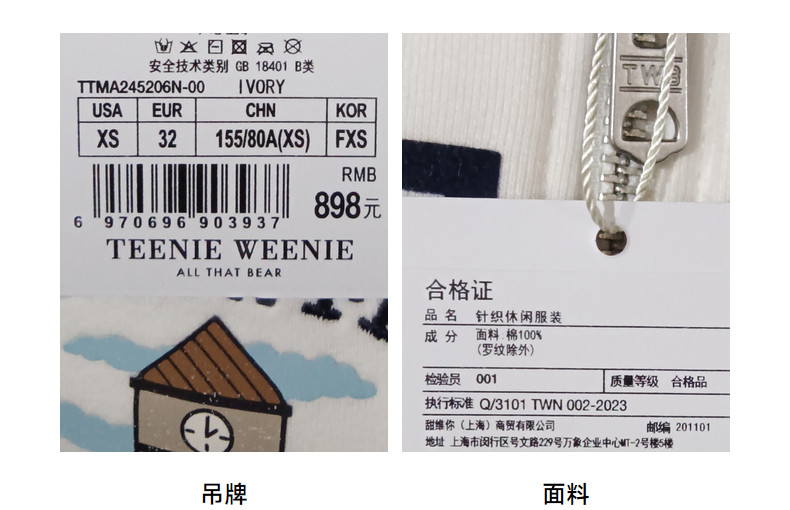 安全技术类别 GB 18401 B类
TTMA245206N-00 IVORY
USA EUR CHN KOR
XS 32 155/80A(XS) FXS
RMB
898元
6 970696 903937
TEENIE WEENIE
ALL THAT BEAR
吊牌
TW
合格证
品 名 针织休闲服装
成 分 面料 棉100%
(罗纹除外)
检验员 001 质量等级 合格品
执行标准 Q/3101 TWN 002-2023
甜维你（上海）商贸有限公司 邮编 201101
地址 上海市闵行区号文路229号万象企业中心MT-2号楼5楼
面料